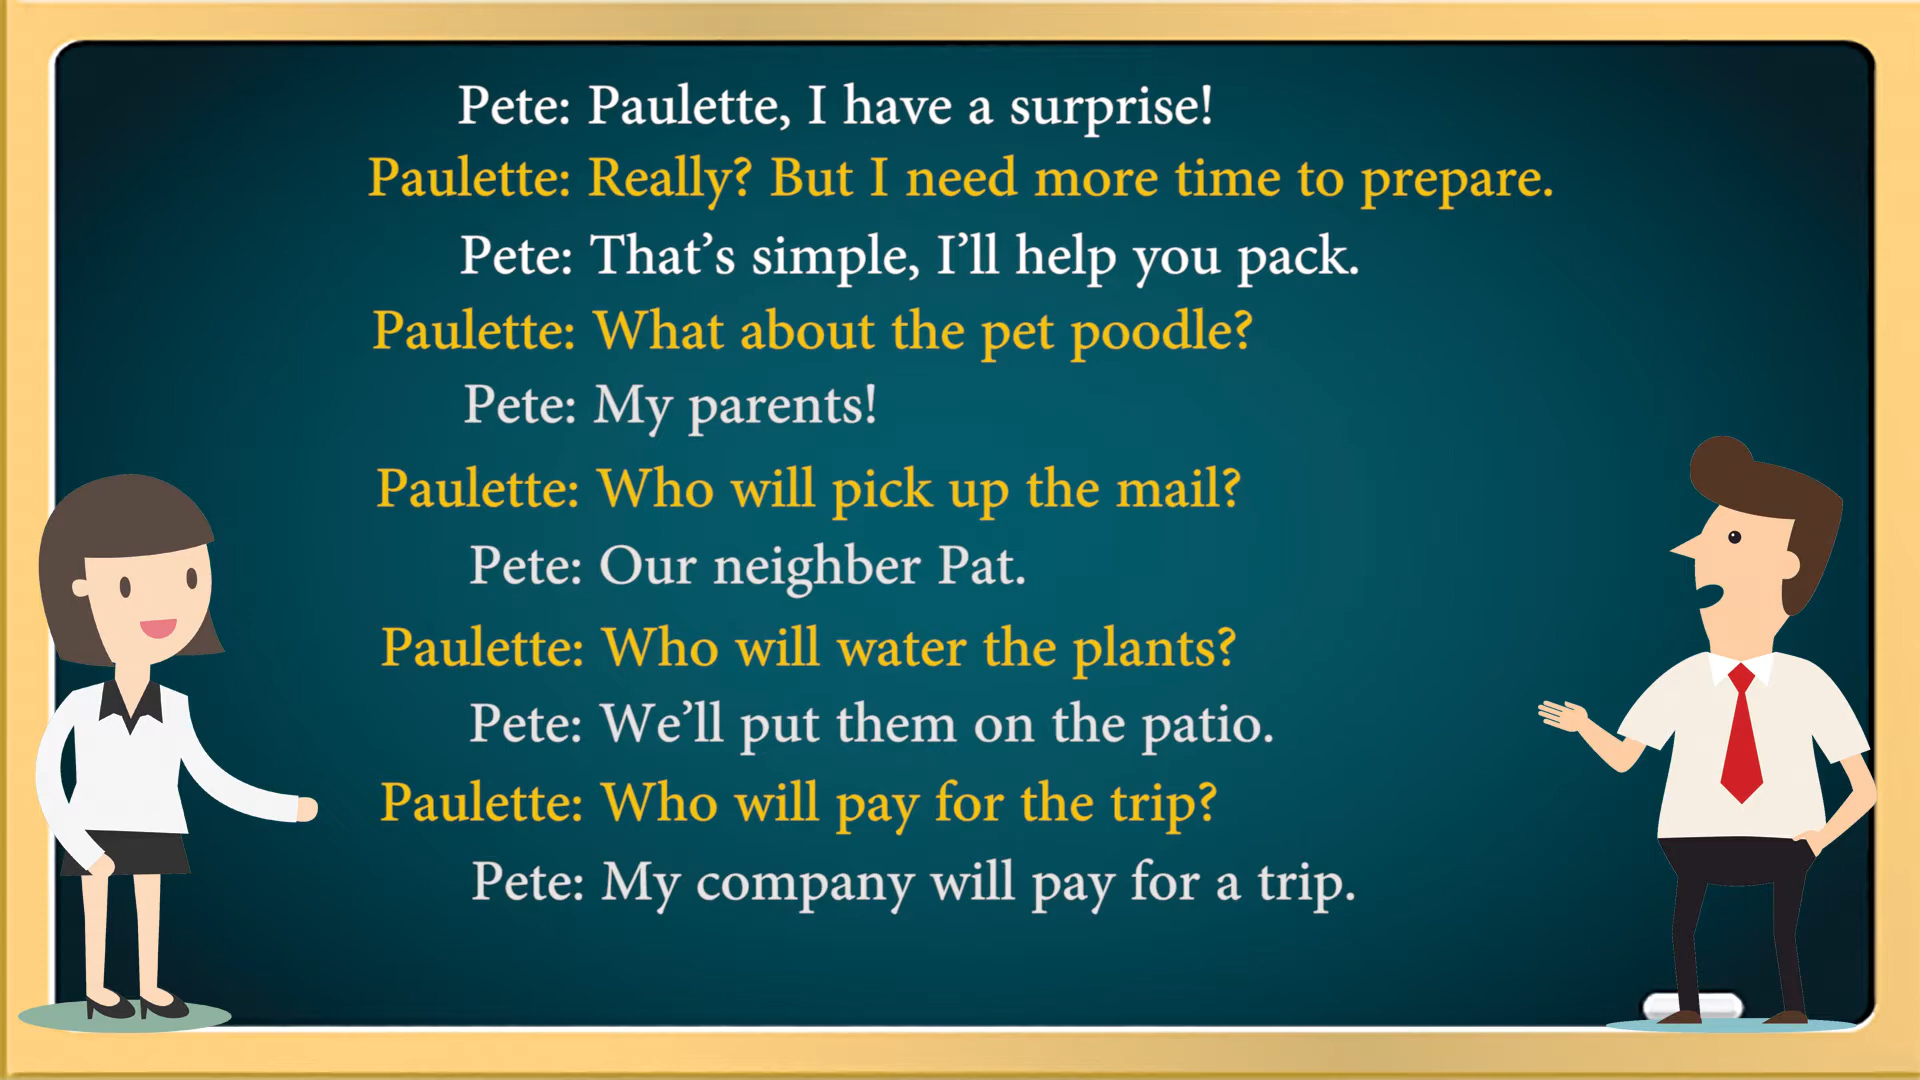 Pete: Paulette, I have a surprise!
Paulette: Really? But I need more time to prepare.
Pete: That’s simple, I’ll help you pack.
Paulette: What about the pet poodle?
Pete: My parents!
Paulette: Who will pick up the mail?
Pete: Our neighber Pat.
Paulette: Who will water the plants?
Pete: We’ll put them on the patio.
Paulette: Who will pay for the trip?
Pete: My company will pay for a trip.